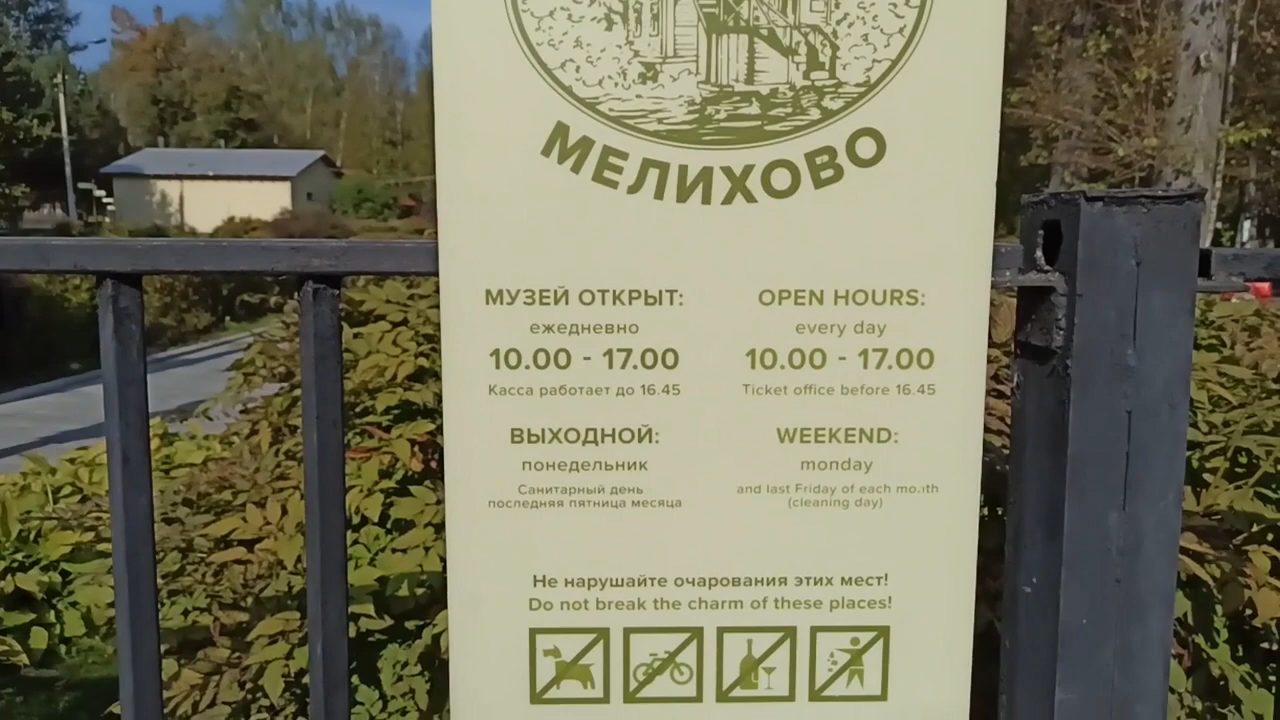 МЕЛИХОВО
МУЗЕЙ ОТКРЫТ:
ежедневно
10.00 - 17.00
Касса работает до 16.45
ВЫХОДНОЙ:
понедельник
Санитарный день
последняя пятница месяца
OPEN HOURS:
every day
10.00 - 17.00
Ticket office before 16.45
WEEKEND:
monday
and last Friday of each month
(cleaning day)
Не нарушайте очарования этих мест!
Do not break the charm of these places!